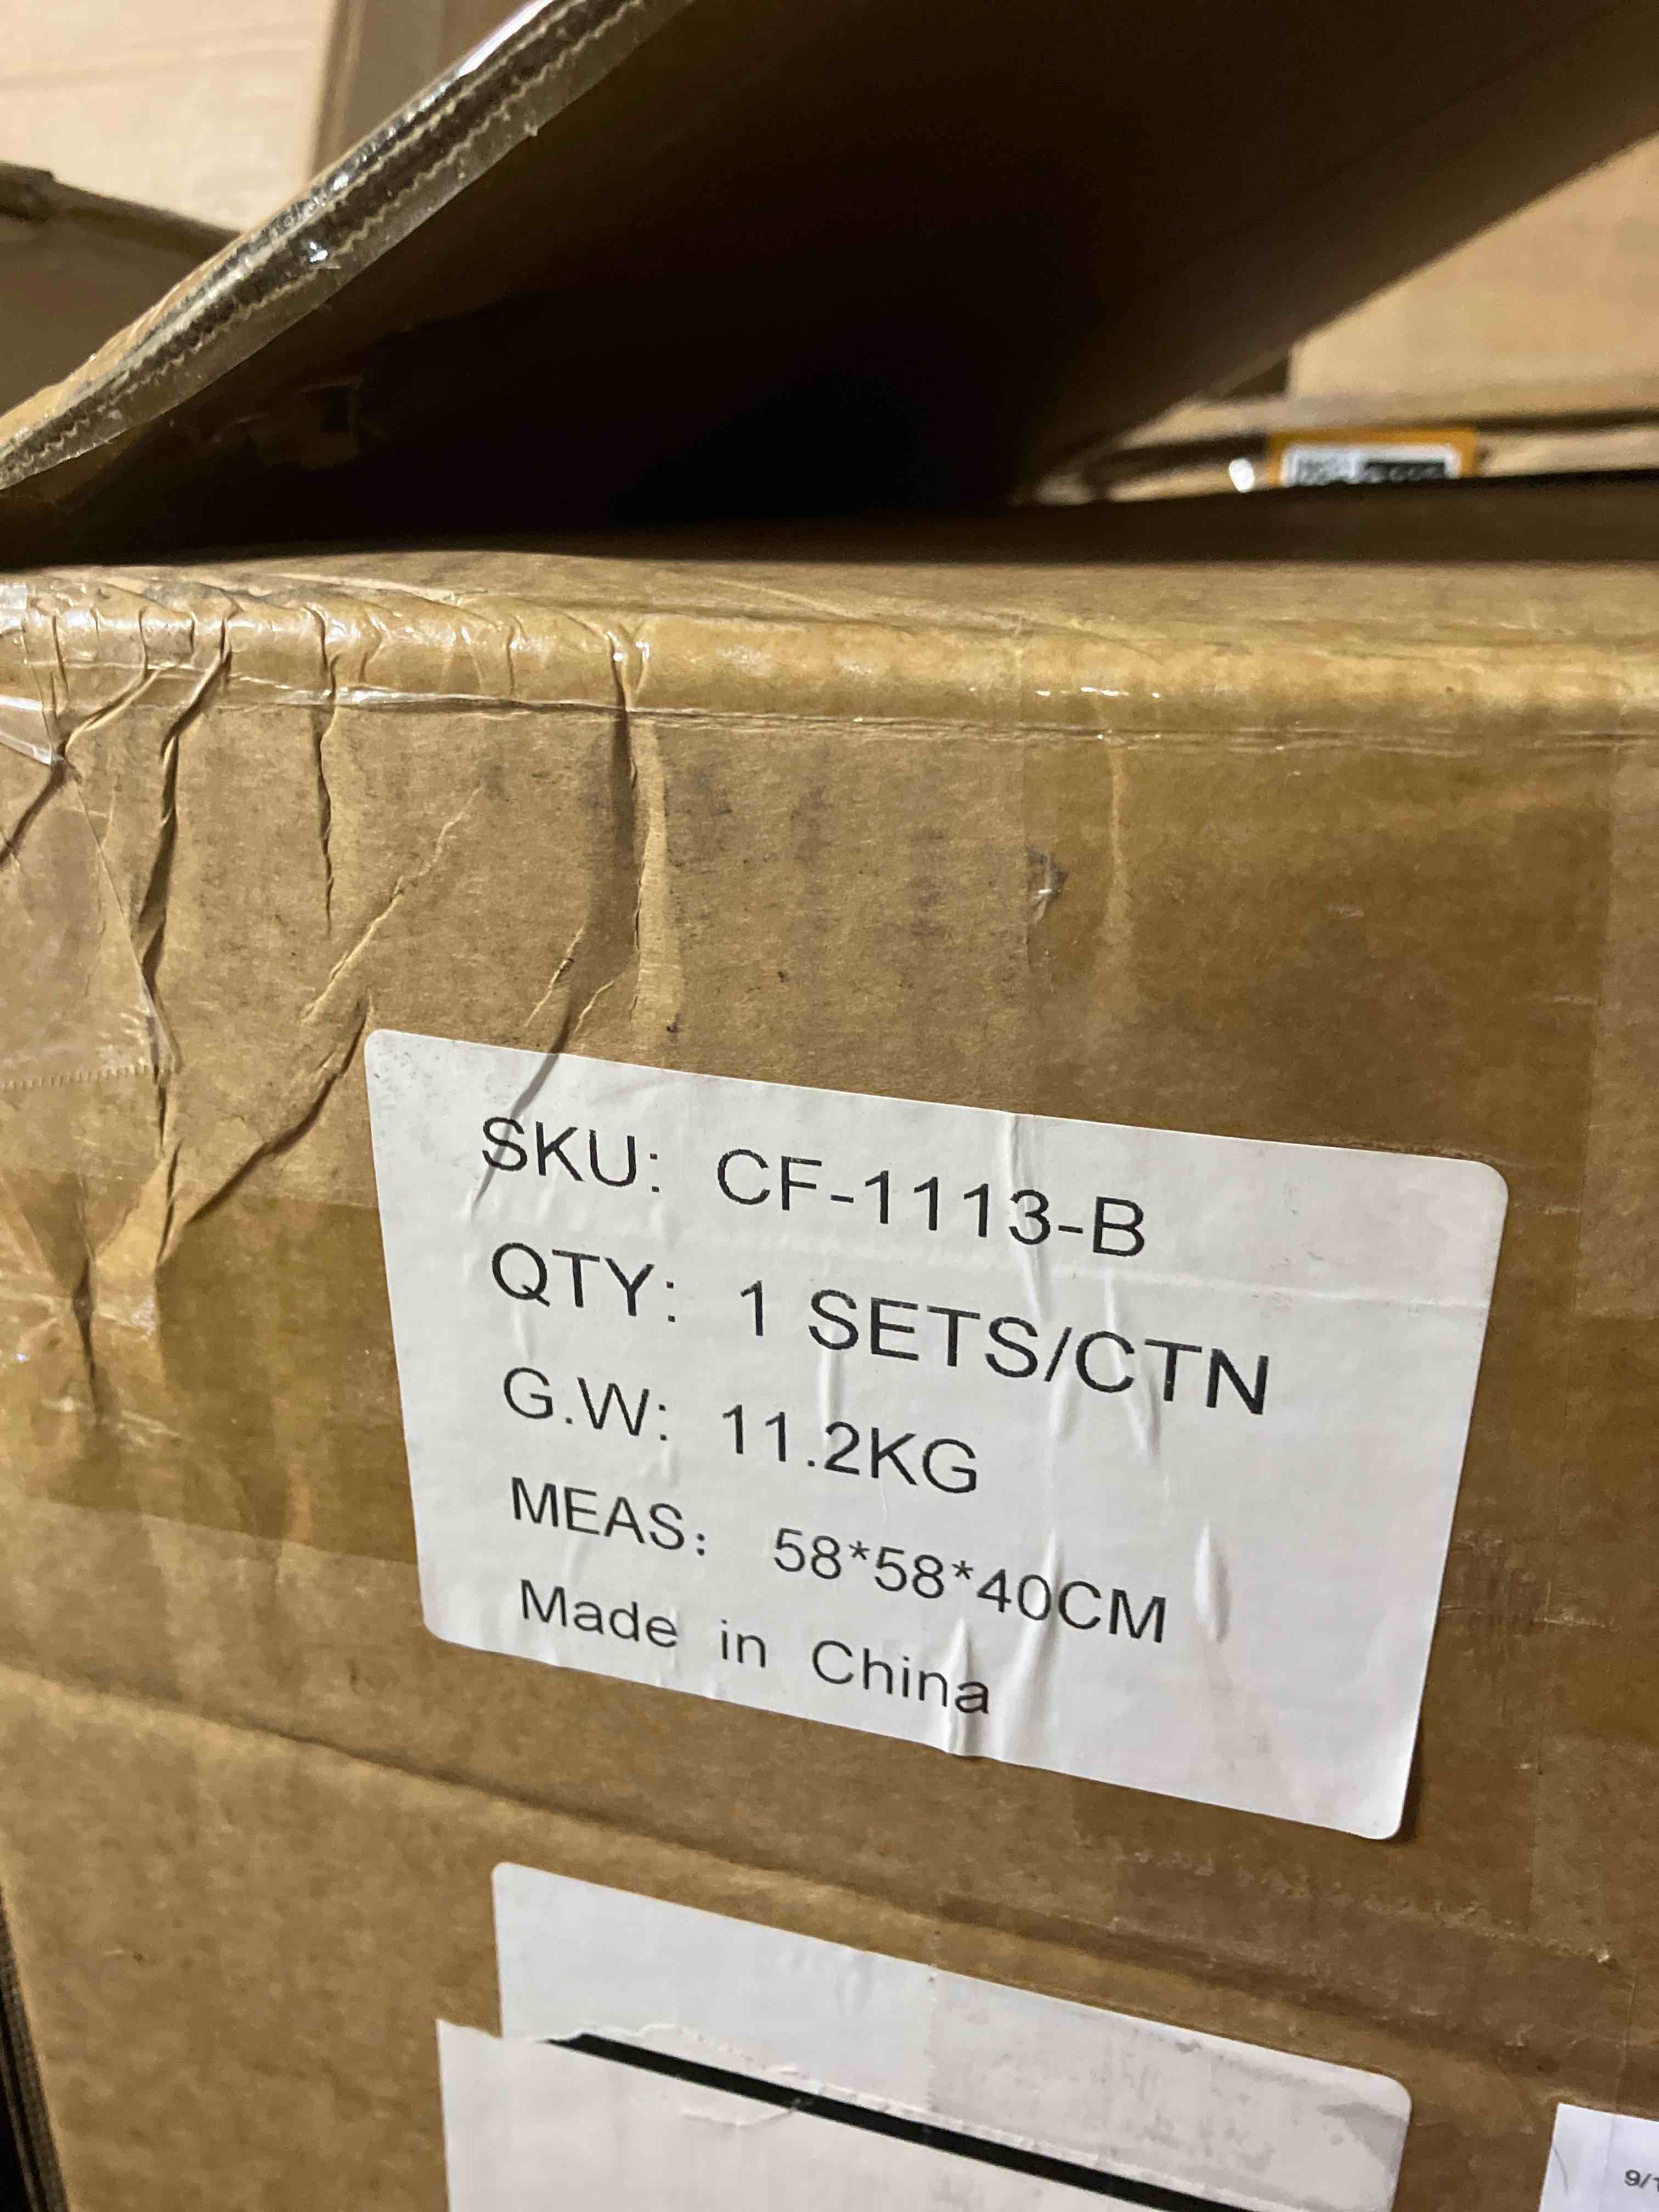 SKU: CF-1113-B
QTY: 1 SETS/CTN
G.W: 11.2KG
MEAS: 58*58*40CM
Made in China